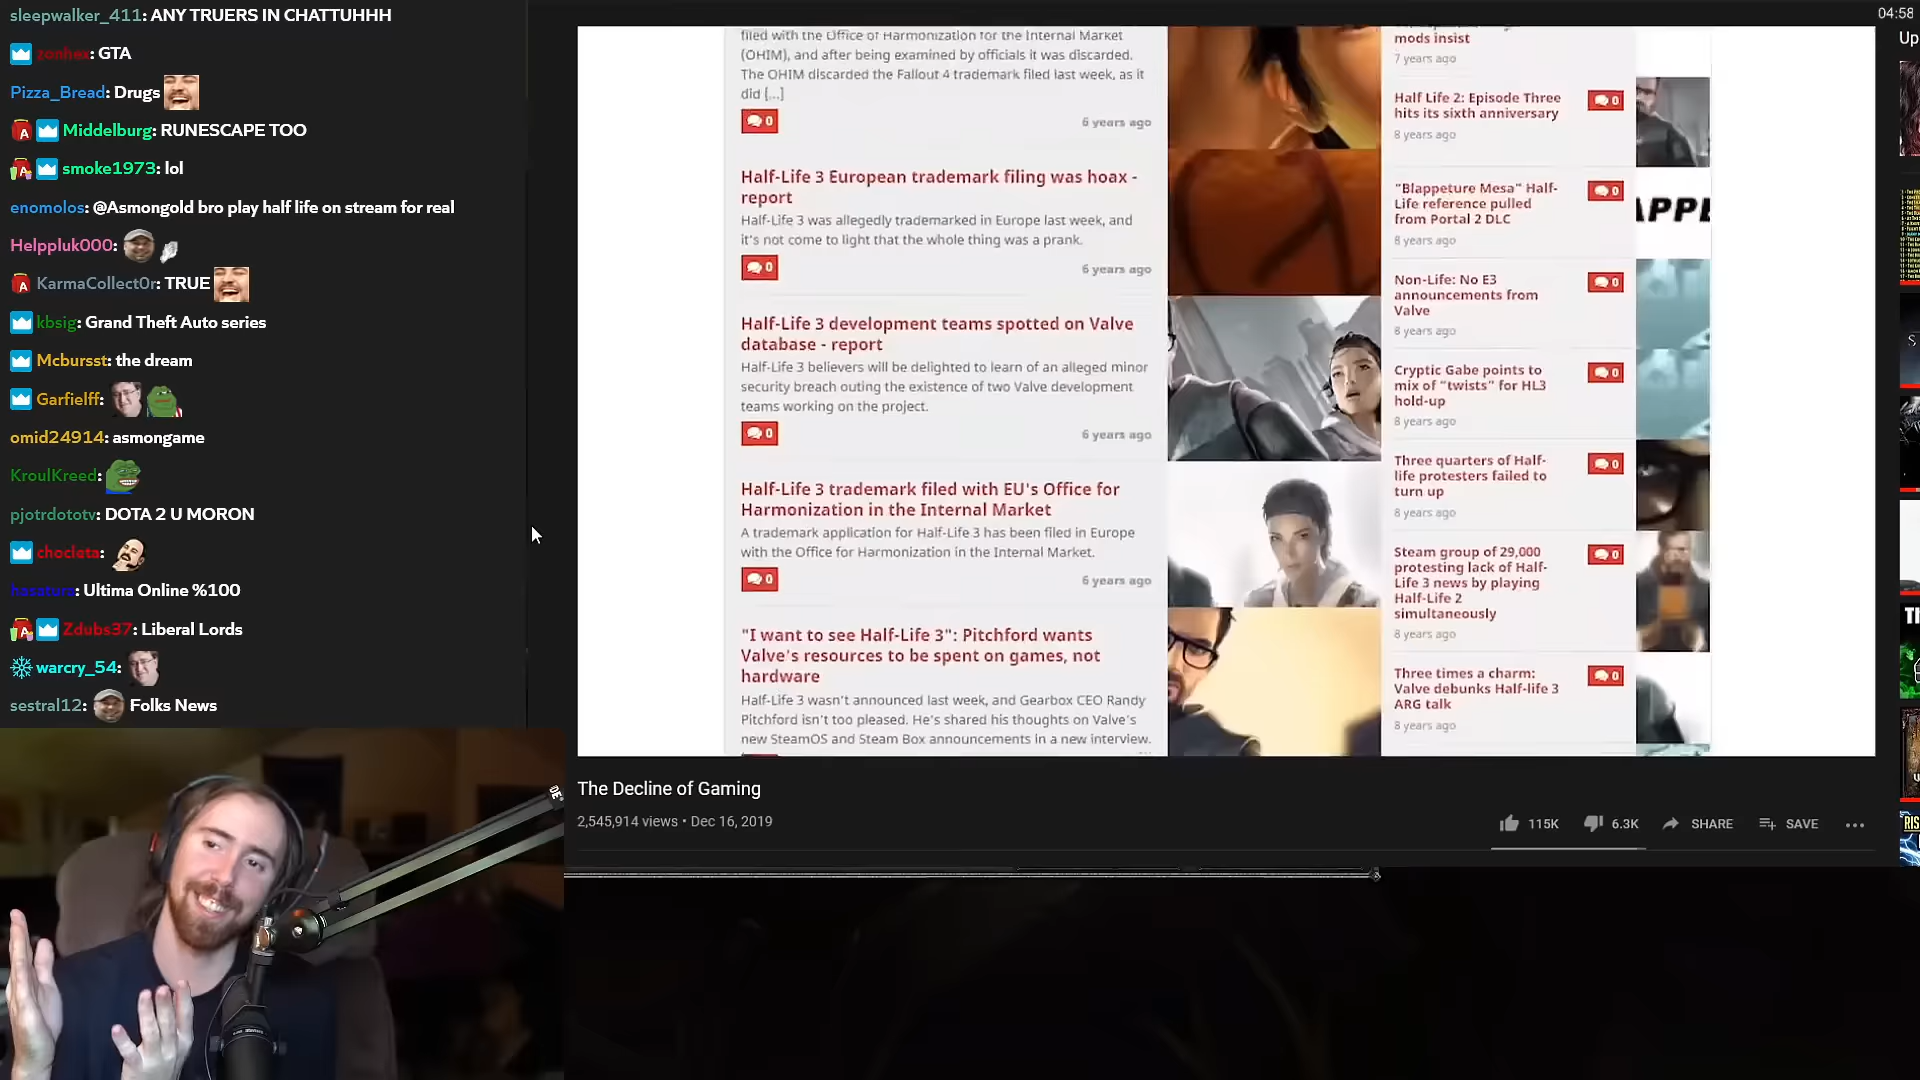 sleepwalker_411: ANY TRUERS IN CHATTUHHH
zonhex: GTA
Pizza_Bread: Drugs
Middelburg: RUNESCAPE TOO
smoke1973: lol
enomolos: @Asmongold bro play half life on stream for real
Helppluk000:
KarmaCollect0r: TRUE
kbsig: Grand Theft Auto series
Mcbursst: the dream
Garfielff:
omid24914: asmongame
KroulKreed:
pjotrdototv: DOTA 2 U MORON
chocleta:
hasaturz: Ultima Online %100
Zdubs37: Liberal Lords
warcry_54:
sestral12: Folks News
filed with the Office of Harmonization for the Internal Market
(OHIM), and after being examined by officials it was discarded.
The OHIM discarded the Fallout 4 trademark filed last week, as it
did [...]
0
6 years ago
Half-Life 3 European trademark filing was hoax -
report
Half-Life 3 was allegedly trademarked in Europe last week, and
it's not come to light that the whole thing was a prank.
0
6 years ago
Half-Life 3 development teams spotted on Valve
database - report
Half-Life 3 believers will be delighted to learn of an alleged minor
security breach outing the existence of two Valve development
teams working on the project.
0
6 years ago
Half-Life 3 trademark filed with EU's Office for
Harmonization in the Internal Market
A trademark application for Half-Life 3 has been filed in Europe
with the Office for Harmonization in the Internal Market.
0
6 years ago
"I want to see Half-Life 3": Pitchford wants
Valve's resources to be spent on games, not
hardware
Half-Life 3 wasn't announced last week, and Gearbox CEO Randy
Pitchford isn't too pleased. He's shared his thoughts on Valve's
new SteamOS and Steam Box announcements in a new interview.
mods insist
7 years ago
Half Life 2: Episode Three
hits its sixth anniversary
0
8 years ago
"Blappeture Mesa" Half-
Life reference pulled
from Portal 2 DLC
0
8 years ago
APPE
Non-Life: No E3
announcements from
Valve
0
8 years ago
Cryptic Gabe points to
mix of "twists" for HL3
hold-up
0
8 years ago
Three quarters of Half-
life protesters failed to
turn up
0
8 years ago
Steam group of 29,000
protesting lack of Half-
Life 3 news by playing
Half-Life 2
simultaneously
0
8 years ago
Three times a charm:
Valve debunks Half-life 3
ARG talk
0
8 years ago
04:58
Up
The Decline of Gaming
2,545,914 views • Dec 16, 2019
115K
6.3K
SHARE
SAVE